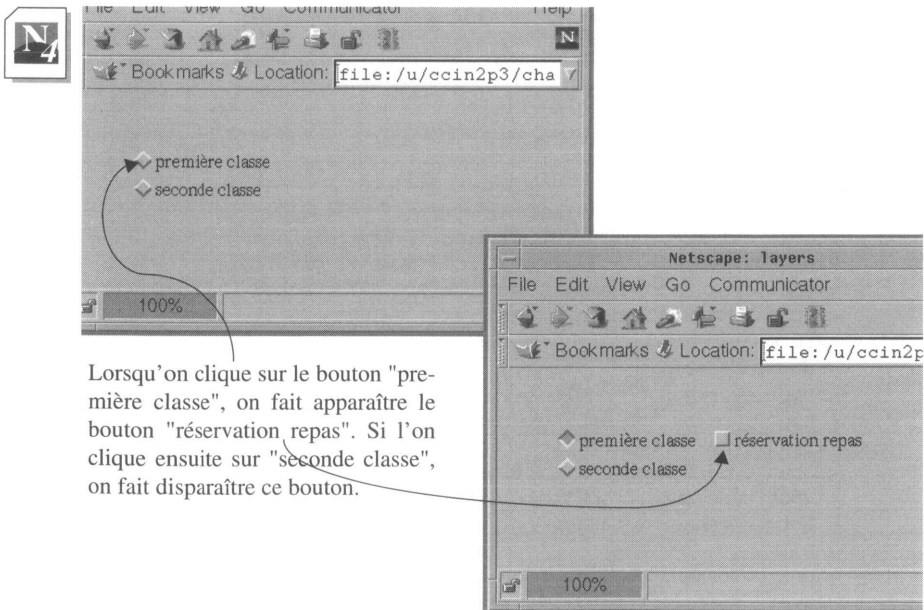 N
4
File Edit View Go Communicator Help
N
Bookmarks Location: file:/u/ccin2p3/cha
première classe
seconde classe
100%
Lorsqu'on clique sur le bouton "pre-
mière classe", on fait apparaître le
bouton "réservation repas". Si l'on
clique ensuite sur "seconde classe",
on fait disparaître ce bouton.
Netscape: layers
File Edit View Go Communicator
Bookmarks Location: file:/u/ccin2p
première classe réservation repas
seconde classe
100%